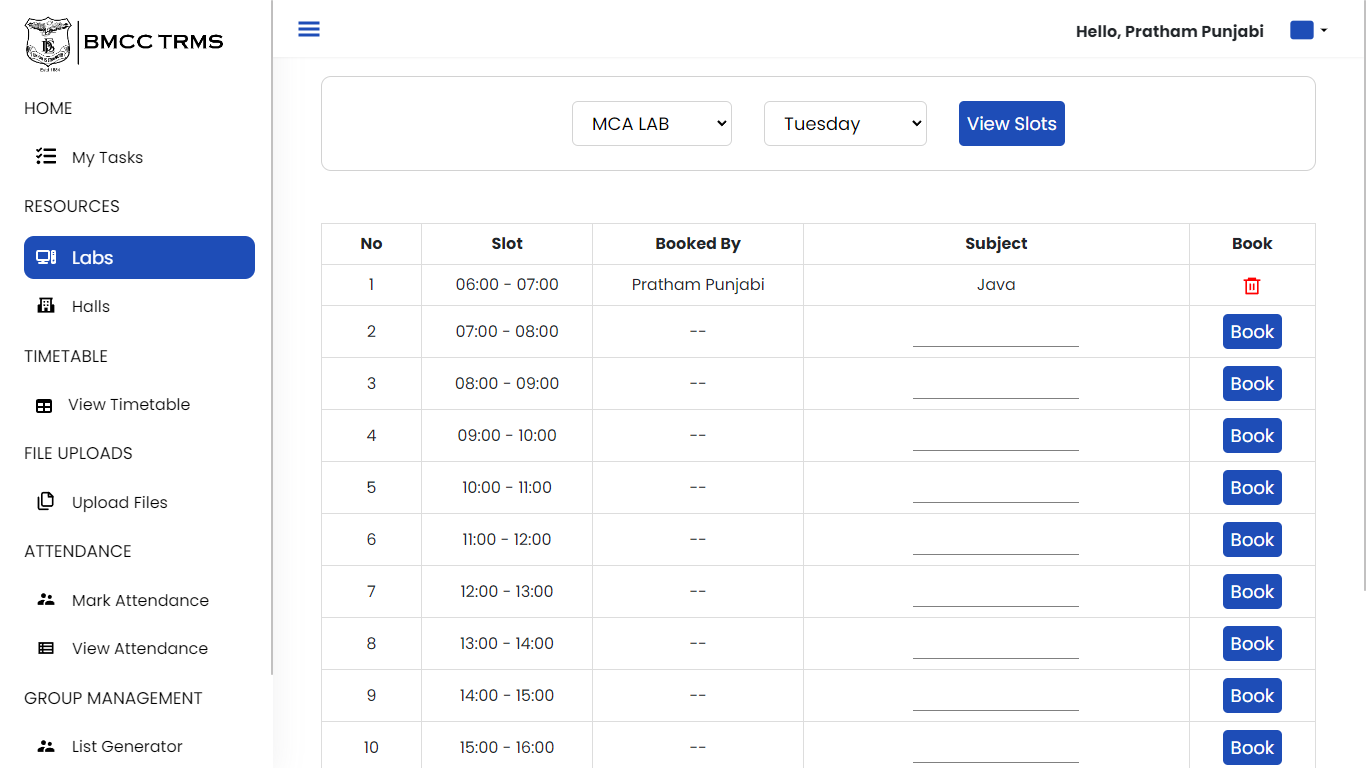 BMCC TRMS
Estd 1884
Hello, Pratham Punjabi
HOME
My Tasks
RESOURCES
Labs
Halls
TIMETABLE
View Timetable
FILE UPLOADS
Upload Files
ATTENDANCE
Mark Attendance
View Attendance
GROUP MANAGEMENT
List Generator
MCA LAB Tuesday View Slots
No Slot Booked By Subject Book
1 06:00 - 07:00 Pratham Punjabi Java
2 07:00 - 08:00 -- Book
3 08:00 - 09:00 -- Book
4 09:00 - 10:00 -- Book
5 10:00 - 11:00 -- Book
6 11:00 - 12:00 -- Book
7 12:00 - 13:00 -- Book
8 13:00 - 14:00 -- Book
9 14:00 - 15:00 -- Book
10 15:00 - 16:00 -- Book